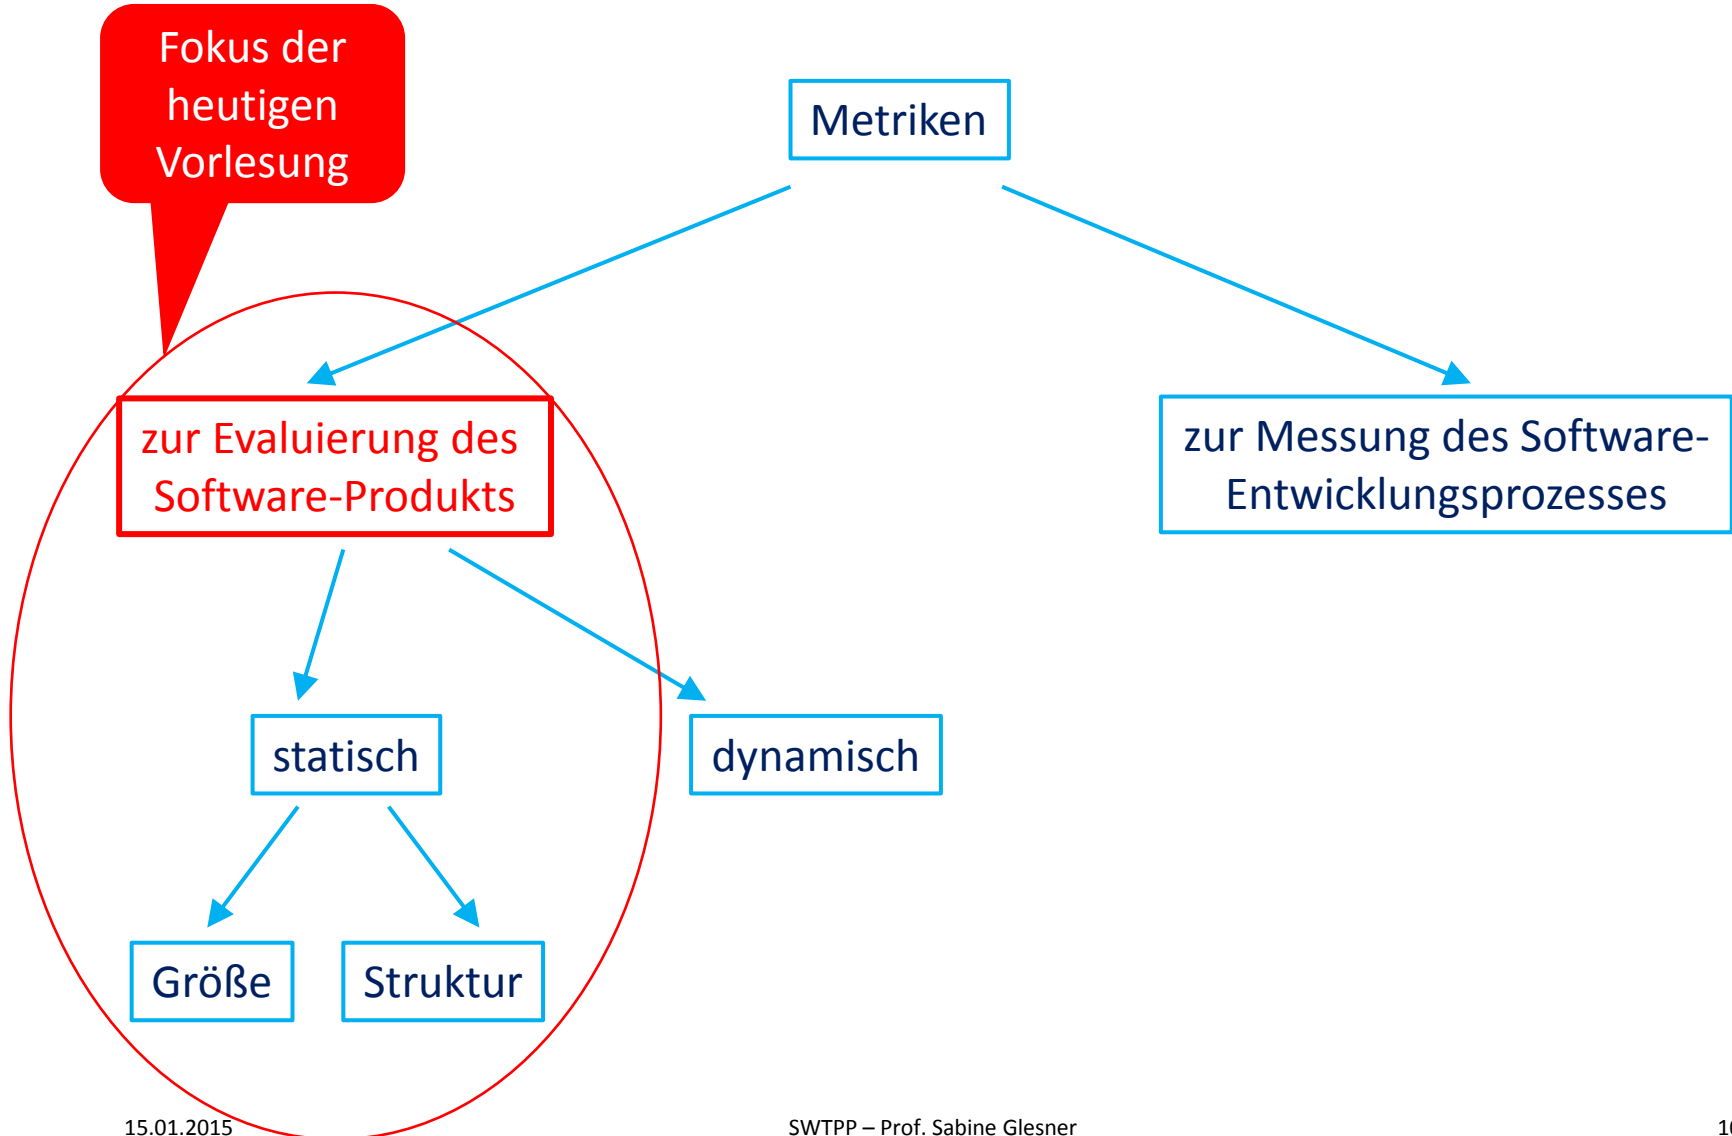 Fokus der
heutigen
Vorlesung
Metriken
zur Evaluierung des
Software-Produkts
zur Messung des Software-
Entwicklungsprozesses
statisch
dynamisch
Größe
Struktur
15.01.2015
SWTPP – Prof. Sabine Glesner